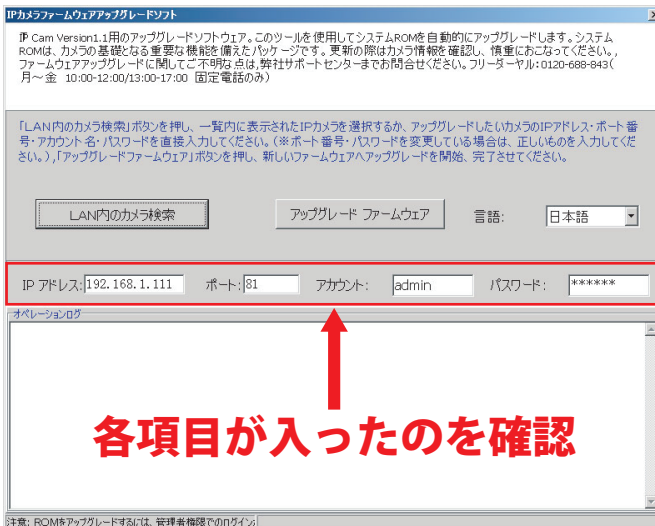 IPカメラファームウェアアップグレードソフト
IP Cam Version1.1用のアップグレードソフトウェア。このツールを使用してシステムROMを自動的にアップグレードします。システム
ROMは、カメラの基礎となる重要な機能を備えたパッケージです。更新の際はカメラ情報を確認し、慎重におこなってください。,
ファームウェアアップグレードに関してご不明な点は,弊社サポートセンターまでお問合せください。フリーダーヤル:0120-688-843(
月~金 10:00-12:00/13:00-17:00 固定電話のみ)
「LAN内のカメラ検索」ボタンを押し、一覧内に表示されたIPカメラを選択するか、アップグレードしたいカメラのIPアドレス・ポート番
号・アカウント名・パスワードを直接入力してください。(※ポート番号・パスワードを変更している場合は、正しいものを入力してくだ
さい。),「アップグレードファームウェア」ボタンを押し、新しいファームウェアへアップグレードを開始、完了させてください。
LAN内のカメラ検索 アップグレード ファームウェア 言語: 日本語
IP アドレス: 192.168.1.111 ポート: 81 アカウント: admin パスワード: ******
オペレーションログ
各項目が入ったのを確認
注意: ROMをアップグレードするには、管理者権限でのログイン